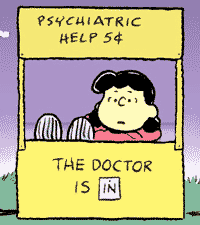 PSYCHIATRIC
HELP 5¢
THE DOCTOR
IS IN